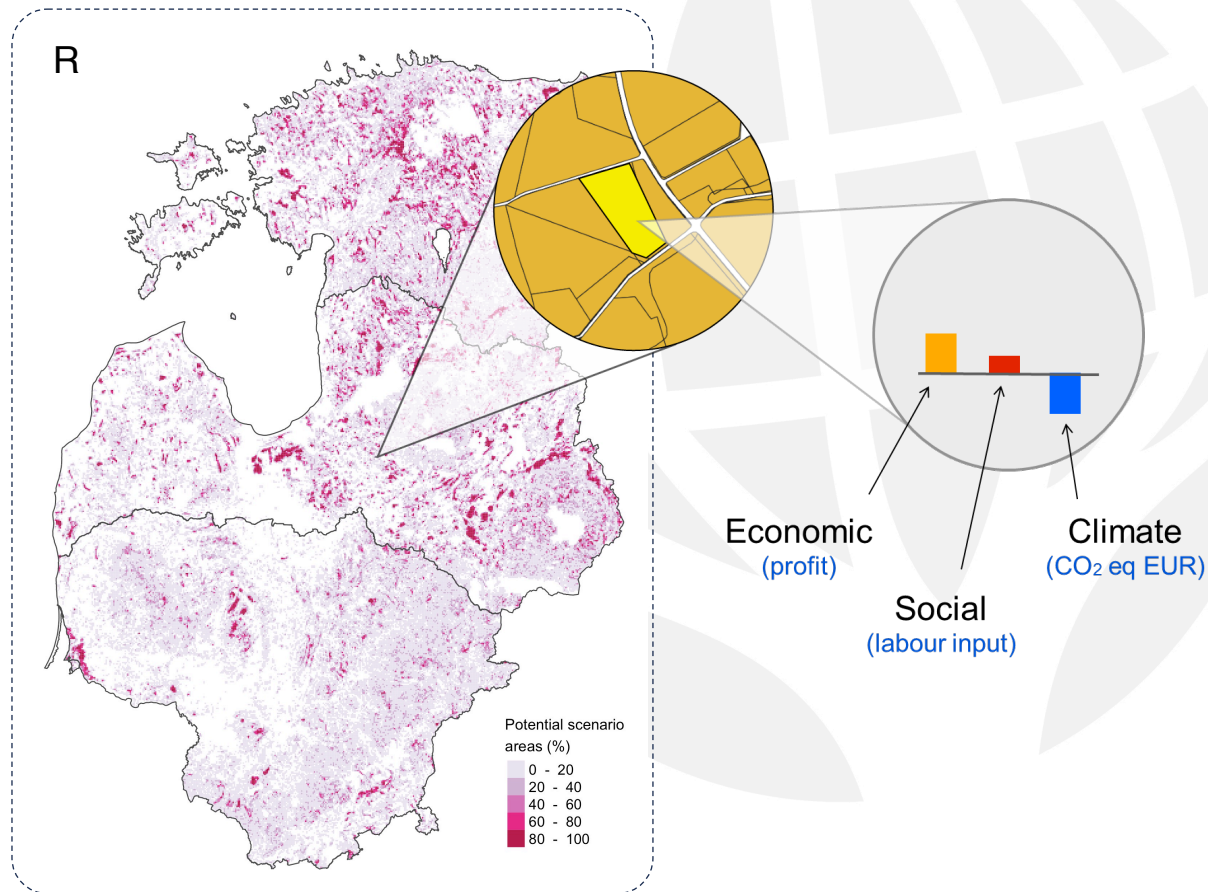 R
Potential scenario
areas (%)
0 - 20
20 - 40
40 - 60
60 - 80
80 - 100
Economic
(profit)
Social
(labour input)
Climate
(CO₂ eq EUR)